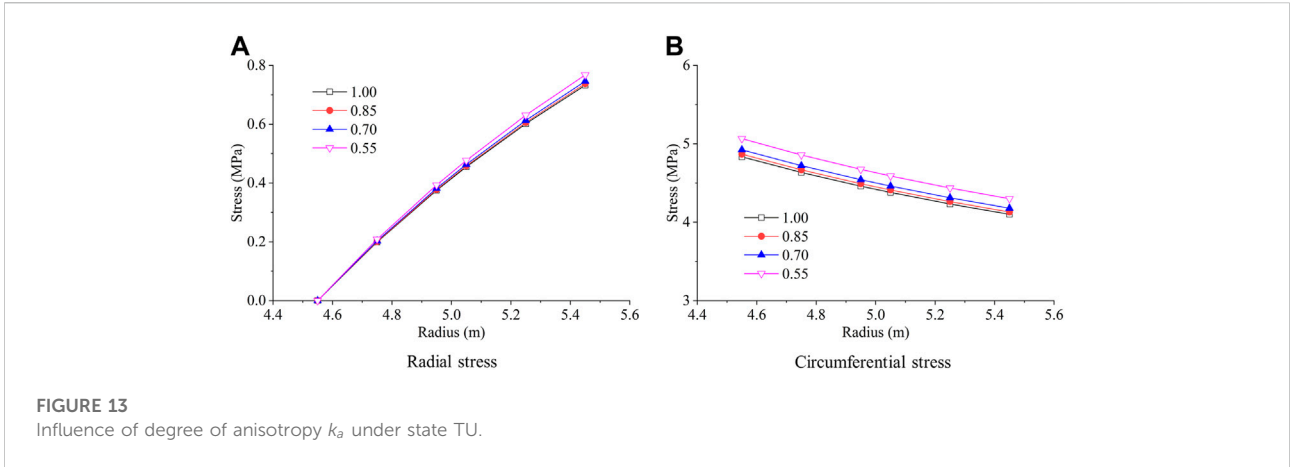 A
0.8
0.6
0.4
0.2
0.0
Stress (MPa)
1.00
0.85
0.70
0.55
4.4 4.6 4.8 5.0 5.2 5.4 5.6
Radius (m)
Radial stress
B
6
5
4
3
Stress (MPa)
1.00
0.85
0.70
0.55
4.4 4.6 4.8 5.0 5.2 5.4 5.6
Radius (m)
Circumferential stress
FIGURE 13
Influence of degree of anisotropy kₐ under state TU.